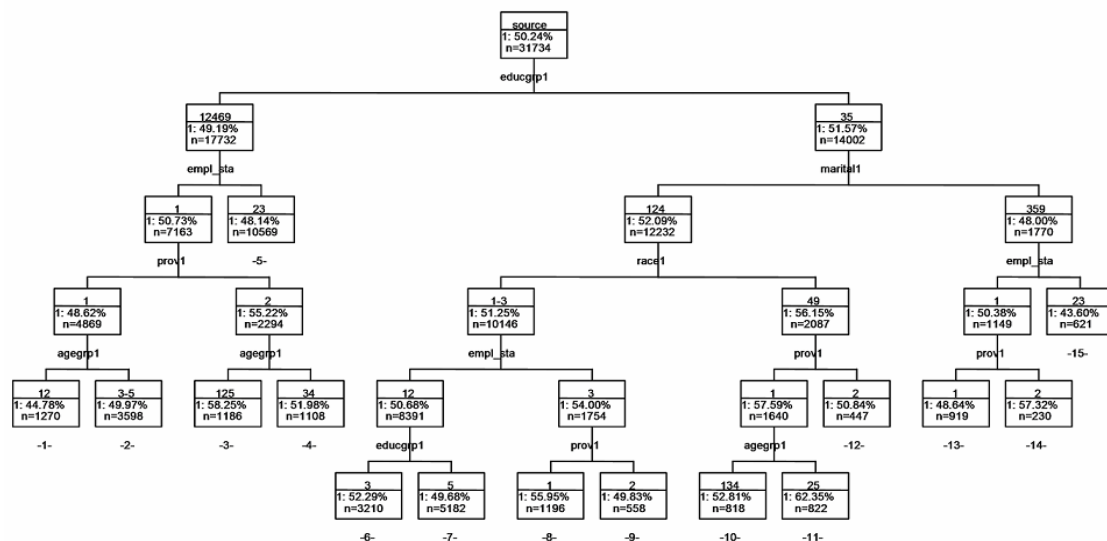 source
1: 50.24%
n=31734
educgrp1
12469
1: 49.19%
n=17732
35
1: 51.57%
n=14002
empl_sta
marital1
1
1: 50.73%
n=7163
23
1: 48.14%
n=10569
124
1: 52.09%
n=12232
359
1: 48.00%
n=1770
prov1
-5-
race1
empl_sta
1
1: 48.62%
n=4869
2
1: 55.22%
n=2294
1-3
1: 51.25%
n=10146
49
1: 56.15%
n=2087
1
1: 50.38%
n=1149
23
1: 43.60%
n=621
agegrp1
agegrp1
empl_sta
prov1
prov1
-15-
12
1: 44.78%
n=1270
3-5
1: 49.97%
n=3598
125
1: 58.25%
n=1186
34
1: 51.98%
n=1108
12
1: 50.68%
n=8391
3
1: 54.00%
n=1754
1
1: 57.59%
n=1640
2
1: 50.84%
n=447
1
1: 48.64%
n=919
2
1: 57.32%
n=230
-1-
-2-
-3-
-4-
educgrp1
prov1
agegrp1
-12-
-13-
-14-
3
1: 52.29%
n=3210
5
1: 49.68%
n=5182
1
1: 55.95%
n=1196
2
1: 49.83%
n=558
134
1: 52.81%
n=818
25
1: 62.35%
n=822
-6-
-7-
-8-
-9-
-10-
-11-